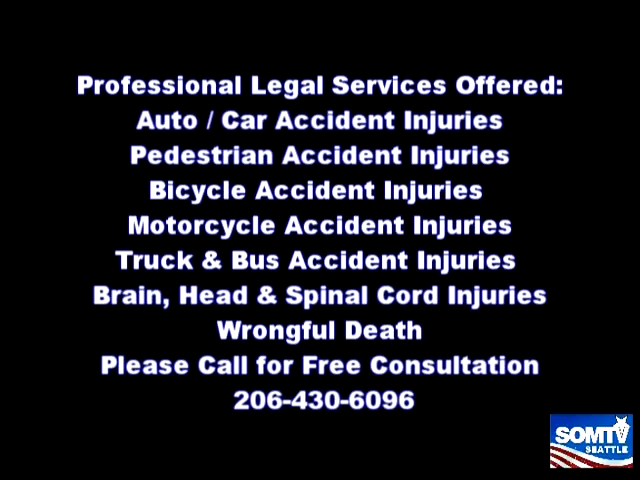 Professional Legal Services Offered:
Auto / Car Accident Injuries
Pedestrian Accident Injuries
Bicycle Accident Injuries
Motorcycle Accident Injuries
Truck & Bus Accident Injuries
Brain, Head & Spinal Cord Injuries
Wrongful Death
Please Call for Free Consultation
206-430-6096
SOMTV
SEATTLE